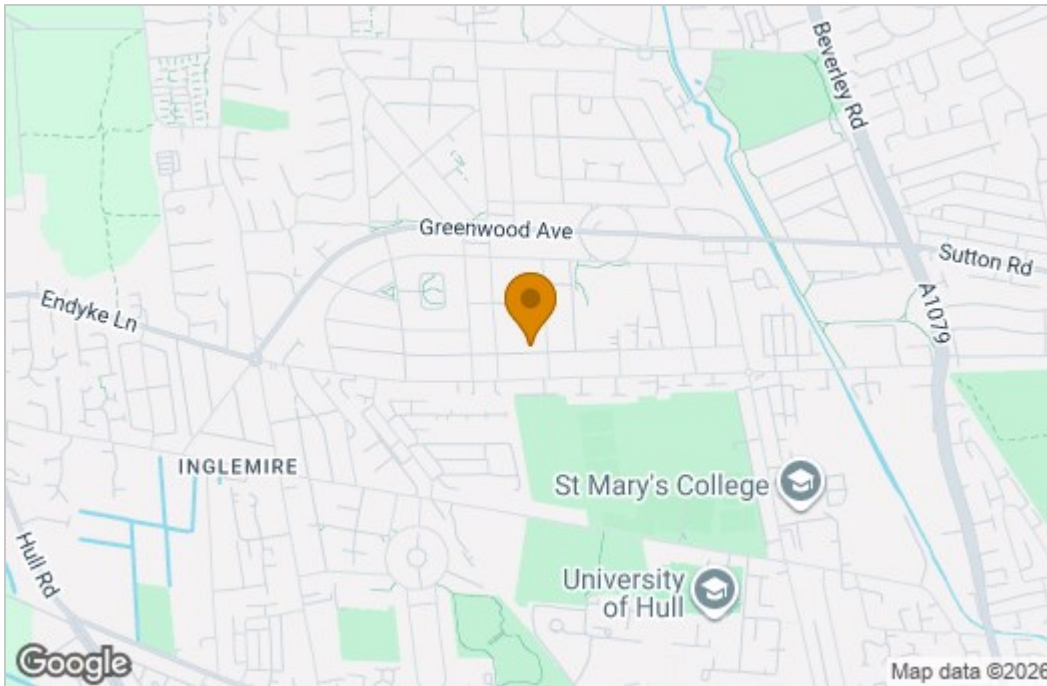 Beverley Rd
Greenwood Ave
Sutton Rd
Endyke Ln
A1079
INGLEMIRE
St Mary's College
Hull Rd
University
of Hull
Google
Map data ©2026